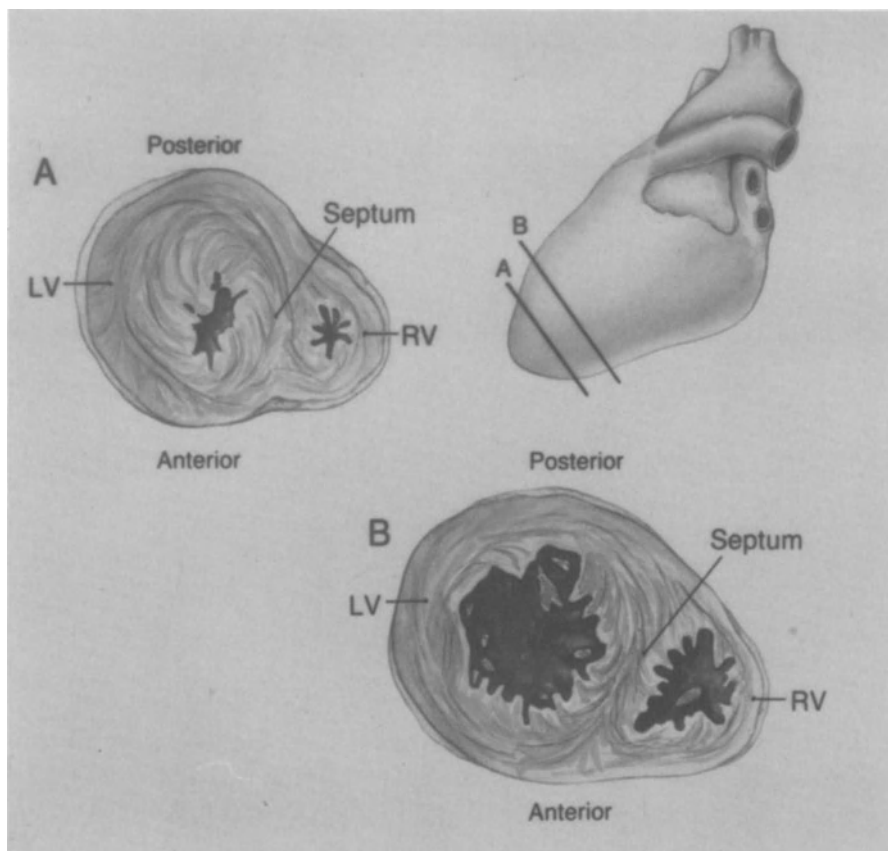 A
Posterior
Septum
LV
RV
Anterior
B
A
Posterior
B
Septum
LV
RV
Anterior